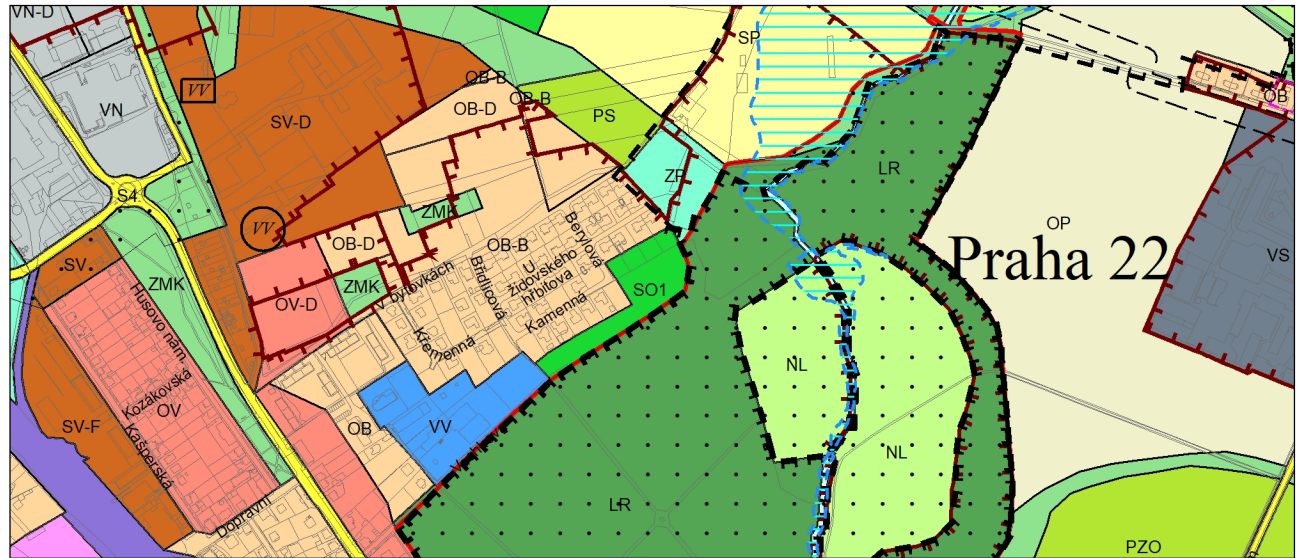 VN-D
SP
VV
OB-B
OB
VN
OB-D
OB-B
PS
SV-D
LR
ZP
S4
ZMK
VV
OP
OB-D
OB-B
Berylová
Praha 22
VS
SV
ZMK
U
židovského
hřbitova
V bytovkách
Břidlicová
Husovo nám.
ZMK
OV-D
SO1
Kamenná
Křemenná
NL
Kozákovská
OV
SV-F
OB
VV
Kašperská
NL
Dopravní
LR
PZO